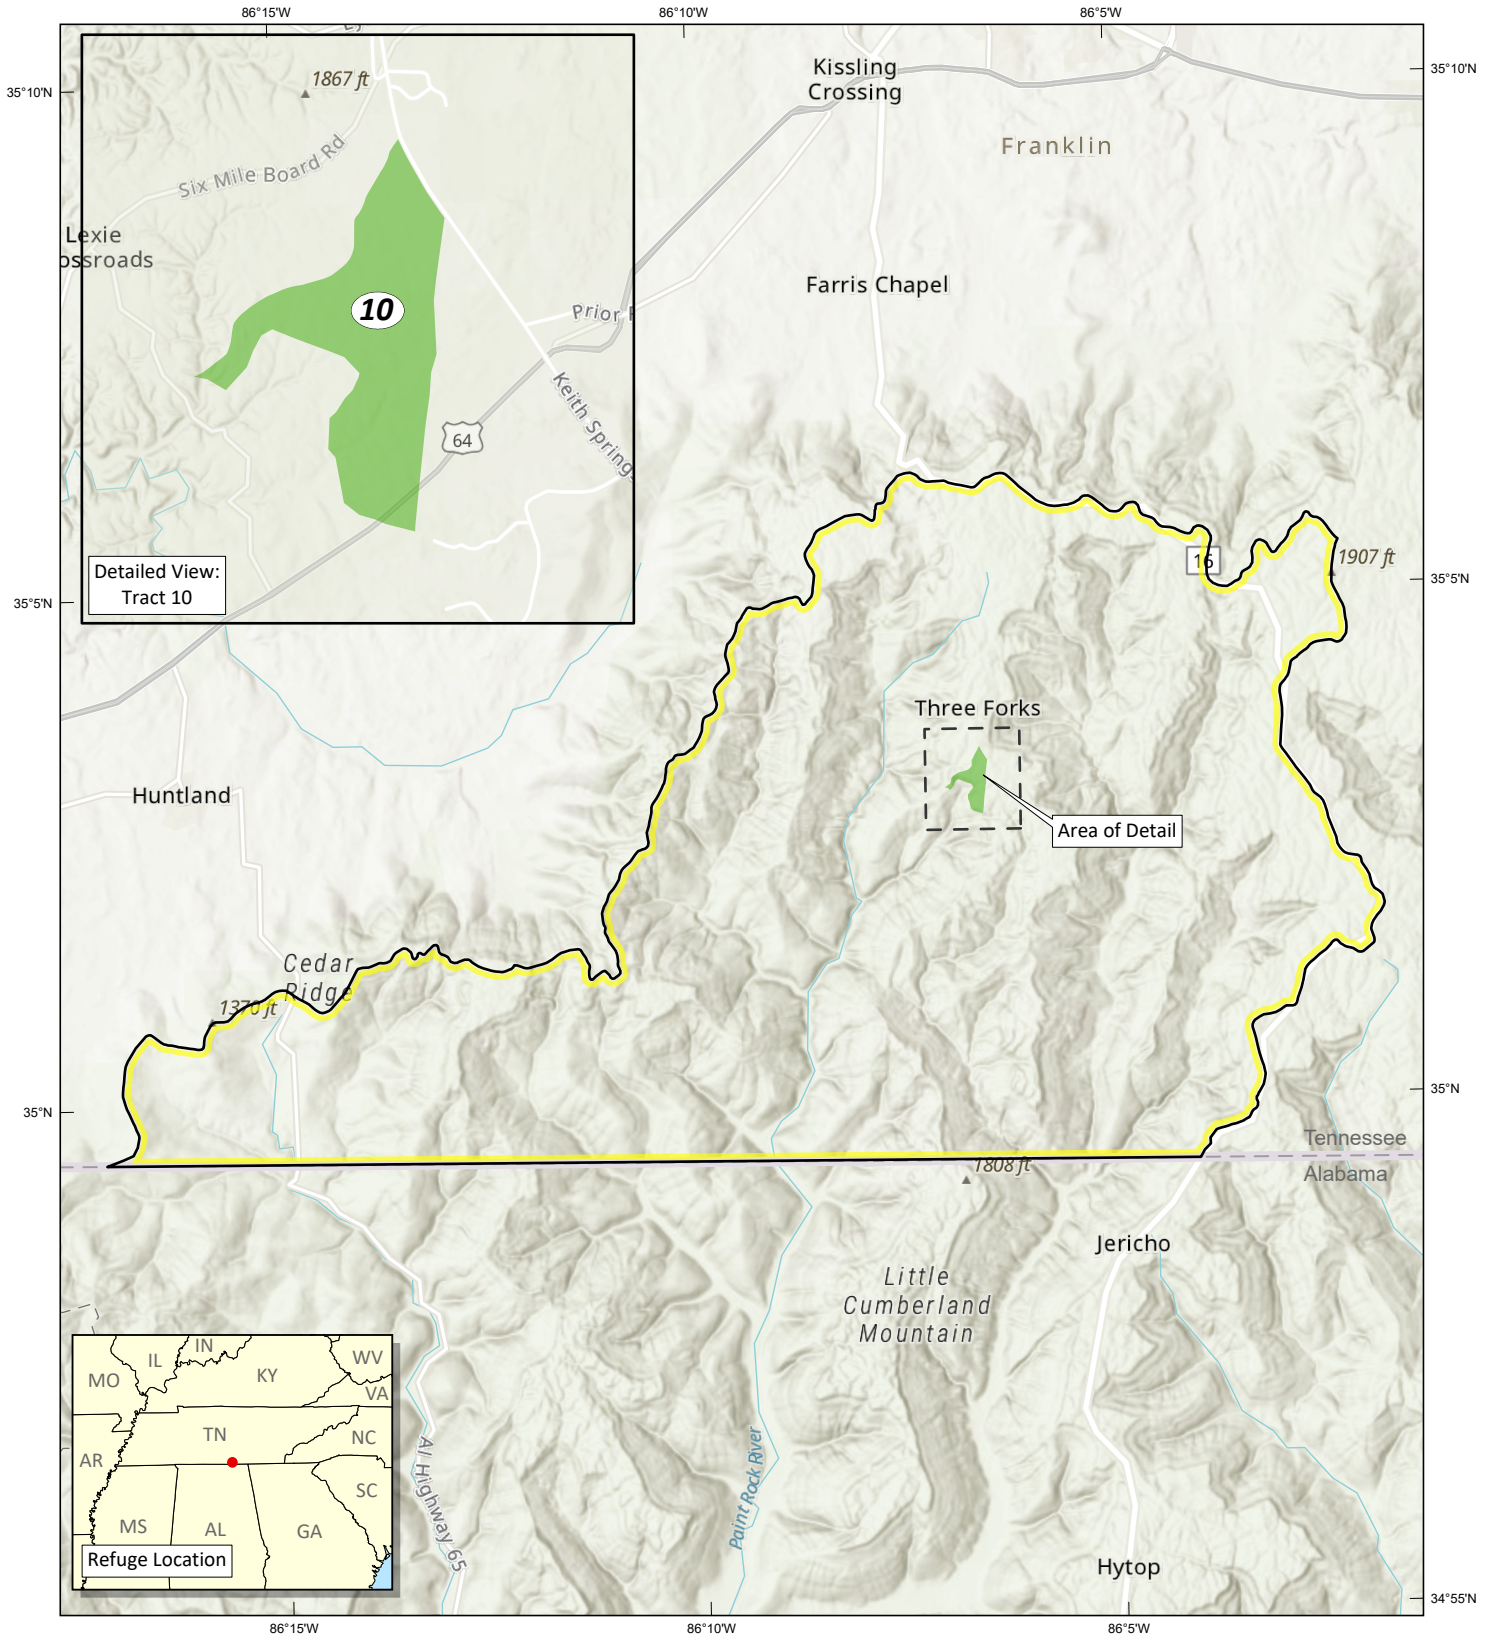 86°15'W
86°10'W
86°5'W
35°10'N
35°10'N
1867 ft
Kissling
Crossing
Franklin
Six Mile Board Rd
Lexie
ossroads
Farris Chapel
10
Prior
Keith Springs
64
Detailed View:
Tract 10
35°5'N
35°5'N
16
1907 ft
Three Forks
Huntland
Area of Detail
Cedar
Ridge
1370 ft
35°N
35°N
Tennessee
1808 ft
Alabama
Jericho
Little
Cumberland
Mountain
IN
IL
WV
MO
KY
VA
TN
NC
AR
SC
MS
AL
GA
Refuge Location
Al Highway 65
Paint Rock River
Hytop
34°55'N
86°15'W
86°10'W
86°5'W